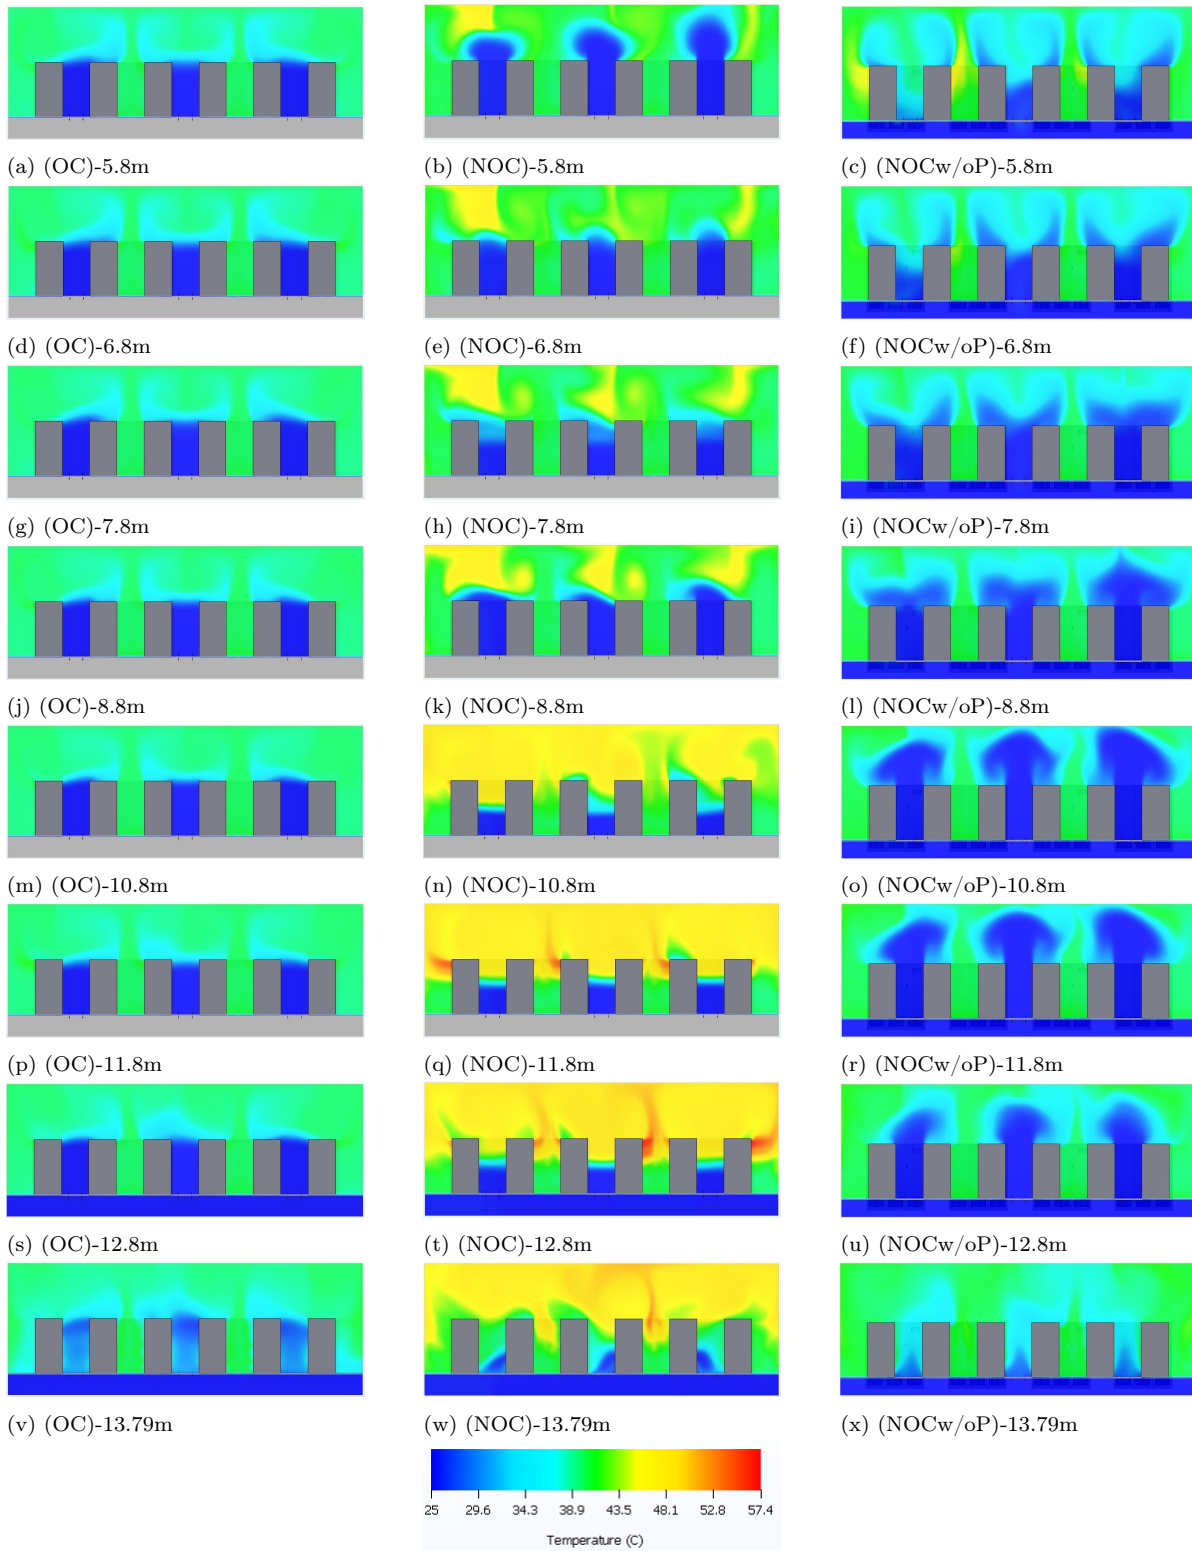 (a) (OC)-5.8m
(b) (NOC)-5.8m
(c) (NOCw/oP)-5.8m
(d) (OC)-6.8m
(e) (NOC)-6.8m
(f) (NOCw/oP)-6.8m
(g) (OC)-7.8m
(h) (NOC)-7.8m
(i) (NOCw/oP)-7.8m
(j) (OC)-8.8m
(k) (NOC)-8.8m
(l) (NOCw/oP)-8.8m
(m) (OC)-10.8m
(n) (NOC)-10.8m
(o) (NOCw/oP)-10.8m
(p) (OC)-11.8m
(q) (NOC)-11.8m
(r) (NOCw/oP)-11.8m
(s) (OC)-12.8m
(t) (NOC)-12.8m
(u) (NOCw/oP)-12.8m
(v) (OC)-13.79m
(w) (NOC)-13.79m
(x) (NOCw/oP)-13.79m
25 29.6 34.3 38.9 43.5 48.1 52.8 57.4
Temperature (C)